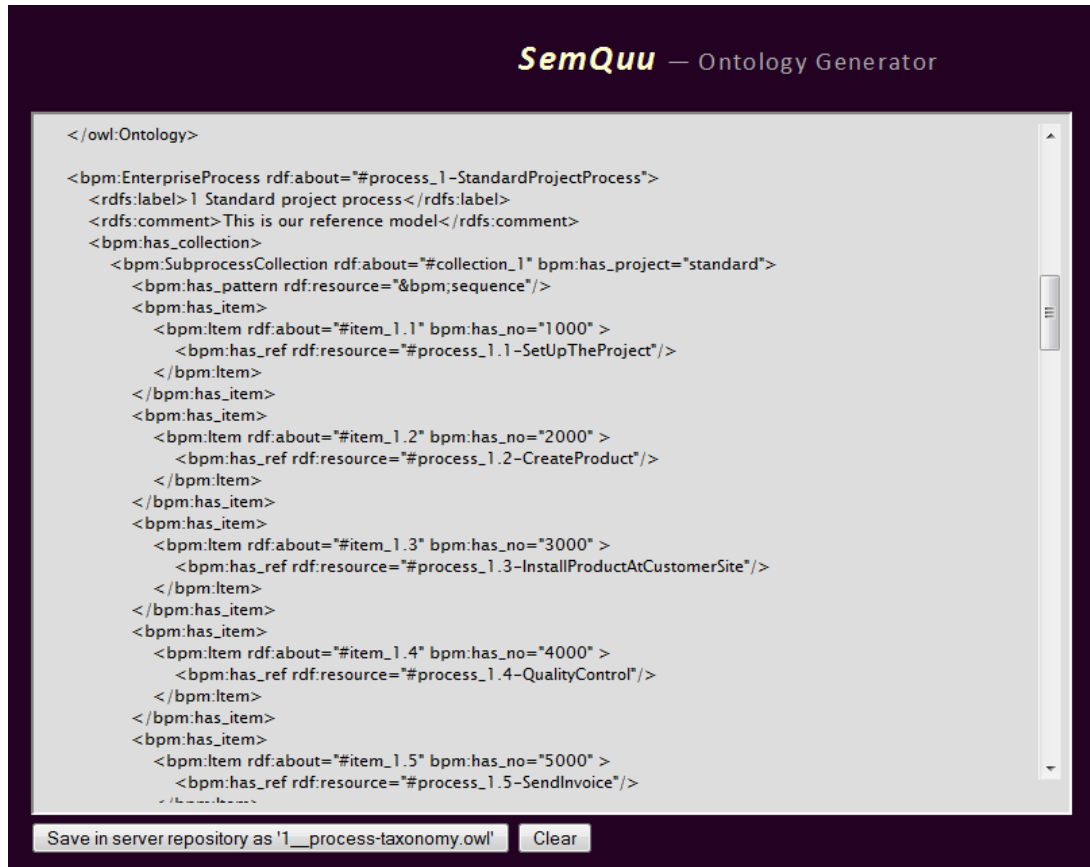 SemQuu — Ontology Generator
</owl:Ontology>
<bpm:EnterpriseProcess rdf:about="#process_1-StandardProjectProcess">
<rdfs:label>1 Standard project process</rdfs:label>
<rdfs:comment>This is our reference model</rdfs:comment>
<bpm:has_collection>
<bpm:SubprocessCollection rdf:about="#collection_1" bpm:has_project="standard">
<bpm:has_pattern rdf:resource="&bpm;sequence"/>
<bpm:has_item>
<bpm:Item rdf:about="#item_1.1" bpm:has_no="1000" >
<bpm:has_ref rdf:resource="#process_1.1-SetUpTheProject"/>
</bpm:Item>
</bpm:has_item>
<bpm:has_item>
<bpm:Item rdf:about="#item_1.2" bpm:has_no="2000" >
<bpm:has_ref rdf:resource="#process_1.2-CreateProduct"/>
</bpm:Item>
</bpm:has_item>
<bpm:has_item>
<bpm:Item rdf:about="#item_1.3" bpm:has_no="3000" >
<bpm:has_ref rdf:resource="#process_1.3-InstallProductAtCustomerSite"/>
</bpm:Item>
</bpm:has_item>
<bpm:has_item>
<bpm:Item rdf:about="#item_1.4" bpm:has_no="4000" >
<bpm:has_ref rdf:resource="#process_1.4-QualityControl"/>
</bpm:Item>
</bpm:has_item>
<bpm:has_item>
<bpm:Item rdf:about="#item_1.5" bpm:has_no="5000" >
<bpm:has_ref rdf:resource="#process_1.5-SendInvoice"/>
Save in server repository as '1__process-taxonomy.owl' Clear